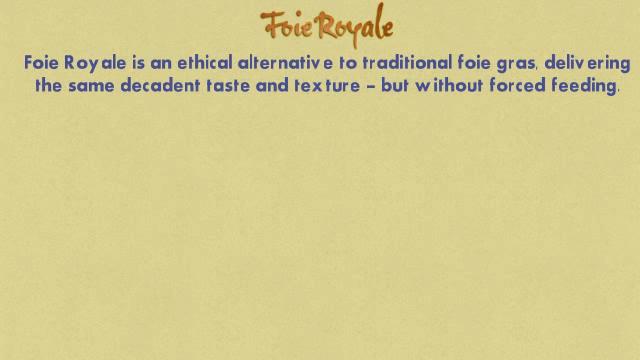 Foie Royale
Foie Royale is an ethical alternative to traditional foie gras, delivering
the same decadent taste and texture – but without forced feeding.